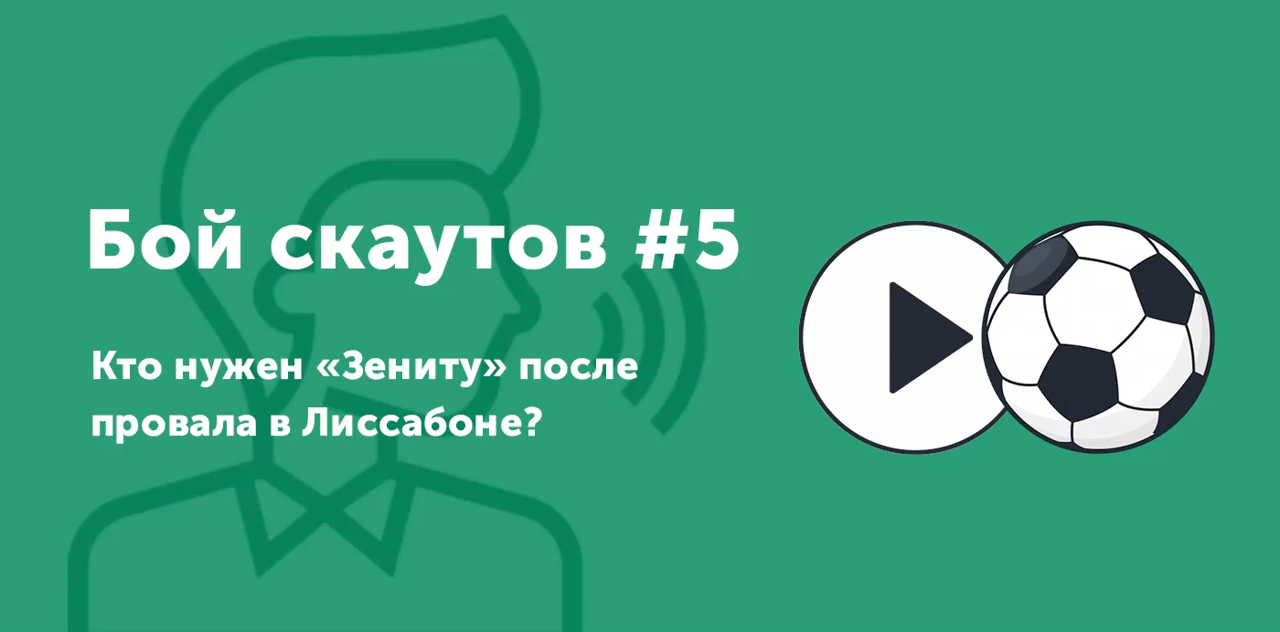 Бой скаутов #5
Кто нужен «Зениту» после
провала в Лиссабоне?